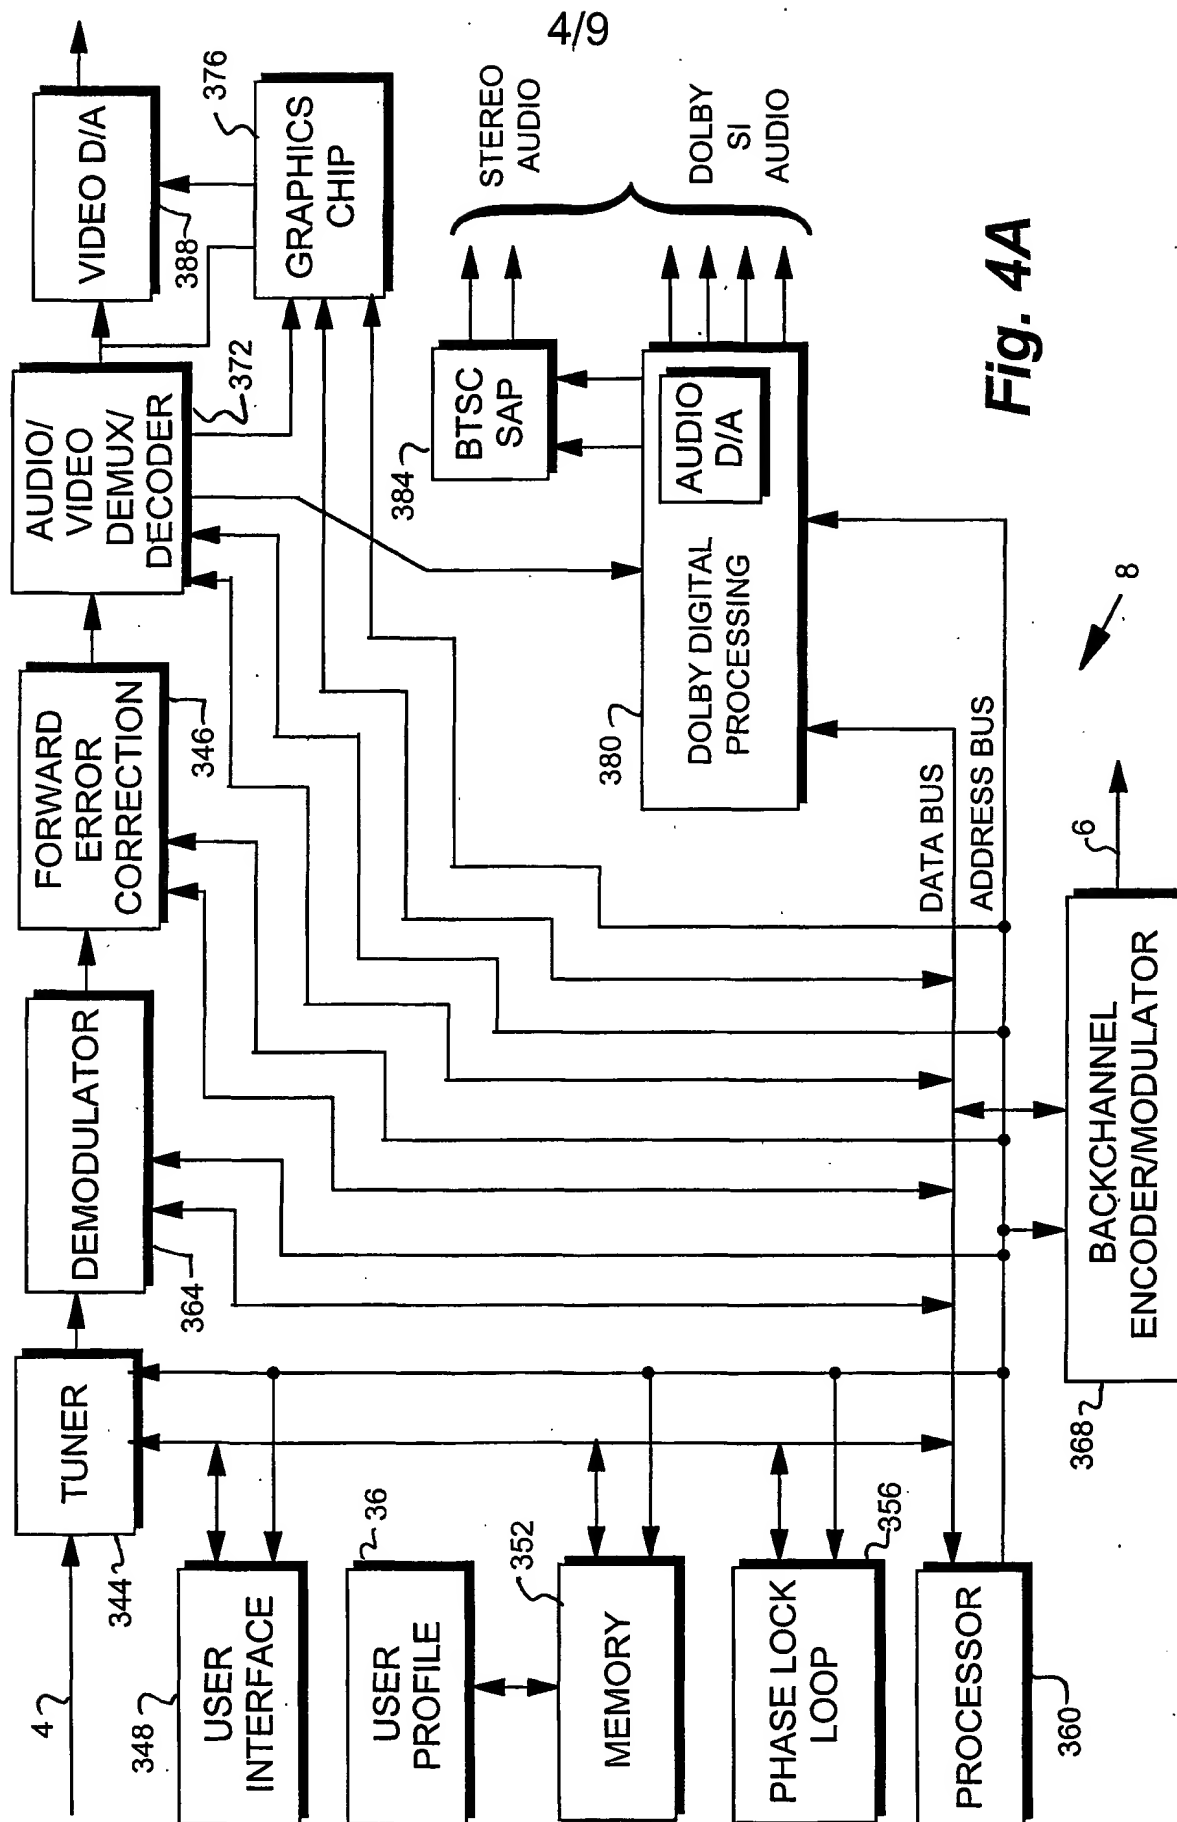 4/9
4
344
TUNER
364
DEMODULATOR
FORWARD
ERROR
CORRECTION
346
AUDIO/
VIDEO
DEMUX/
DECODER
372
VIDEO D/A
388
GRAPHICS
CHIP
376
348
USER
INTERFACE
USER
PROFILE
36
MEMORY
352
PHASE LOCK
LOOP
356
PROCESSOR
360
384
BTSC
SAP
STEREO
AUDIO
380
DOLBY DIGITAL
PROCESSING
AUDIO
D/A
DOLBY
SI
AUDIO
DATA BUS
ADDRESS BUS
368
BACKCHANNEL
ENCODER/MODULATOR
6
8
Fig. 4A